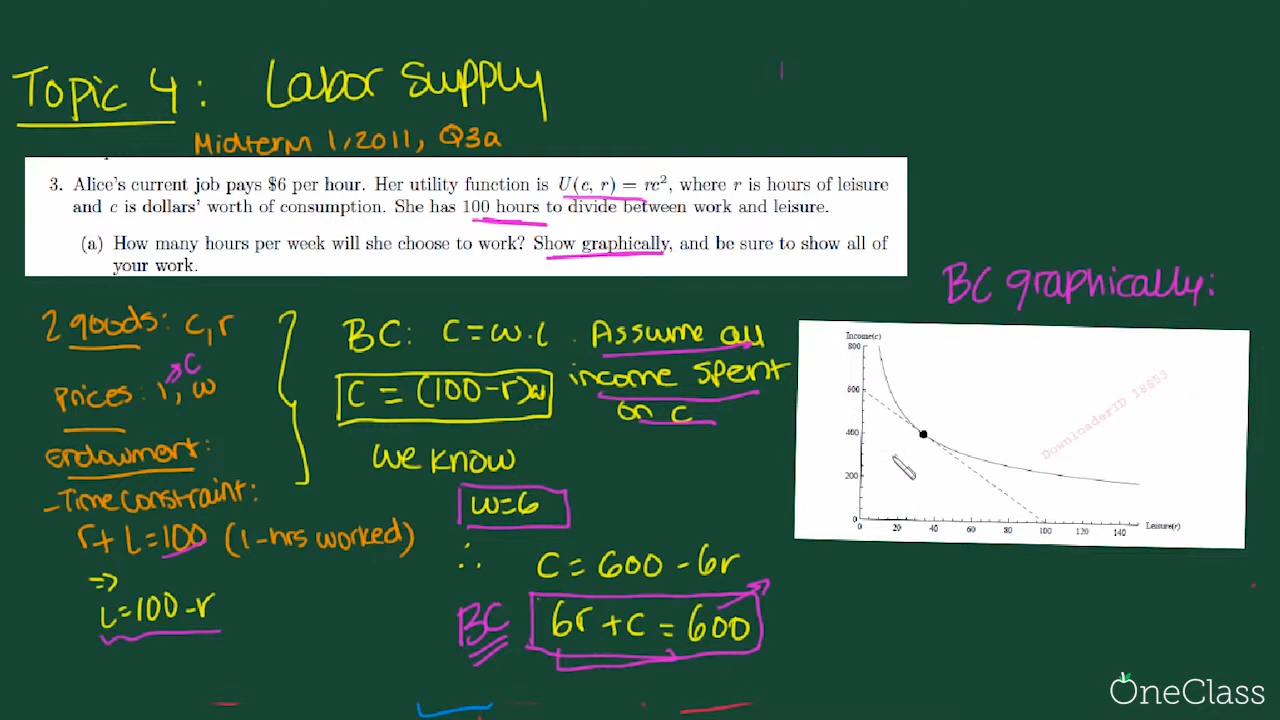 Topic 4: Labor Supply
Midterm 1, 2011, Q3a
3. Alice's current job pays $6 per hour. Her utility function is U(c, r) = rc², where r is hours of leisure
and c is dollars' worth of consumption. She has 100 hours to divide between work and leisure.
(a) How many hours per week will she choose to work? Show graphically, and be sure to show all of
your work.
2 goods: c, r
c
Prices: 1, w
endowment:
-Time constraint:
r + L = 100 (l-hrs worked)
=>
L = 100 - r
BC: C = w · l . Assume all
income spent
on c
C = (100-r)w
we know
w=6
∴ C = 600 - 6r
BC 6r + C = 600
BC graphically:
Income(c)
800
600
400
200
0
0 20 40 60 80 100 120 140
Leisure(r)
DownloaderID 18653
OneClass